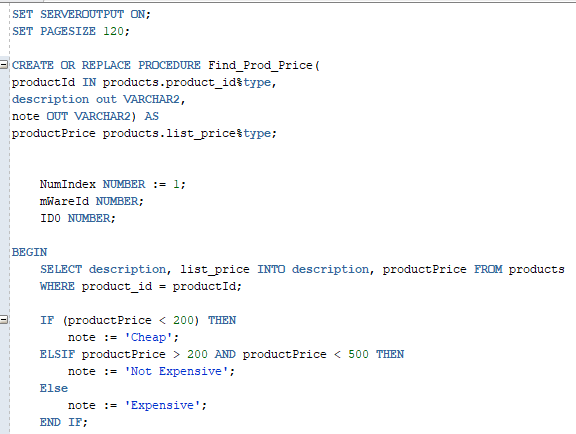 SET SERVEROUTPUT ON;
SET PAGESIZE 120;
CREATE OR REPLACE PROCEDURE Find_Prod_Price(
productId IN products.product_id%type,
description out VARCHAR2,
note OUT VARCHAR2) AS
productPrice products.list_price%type;
NumIndex NUMBER := 1;
mWareId NUMBER;
ID0 NUMBER;
BEGIN
SELECT description, list_price INTO description, productPrice FROM products
WHERE product_id = productId;
IF (productPrice < 200) THEN
note := 'Cheap';
ELSIF productPrice > 200 AND productPrice < 500 THEN
note := 'Not Expensive';
Else
note := 'Expensive';
END IF;